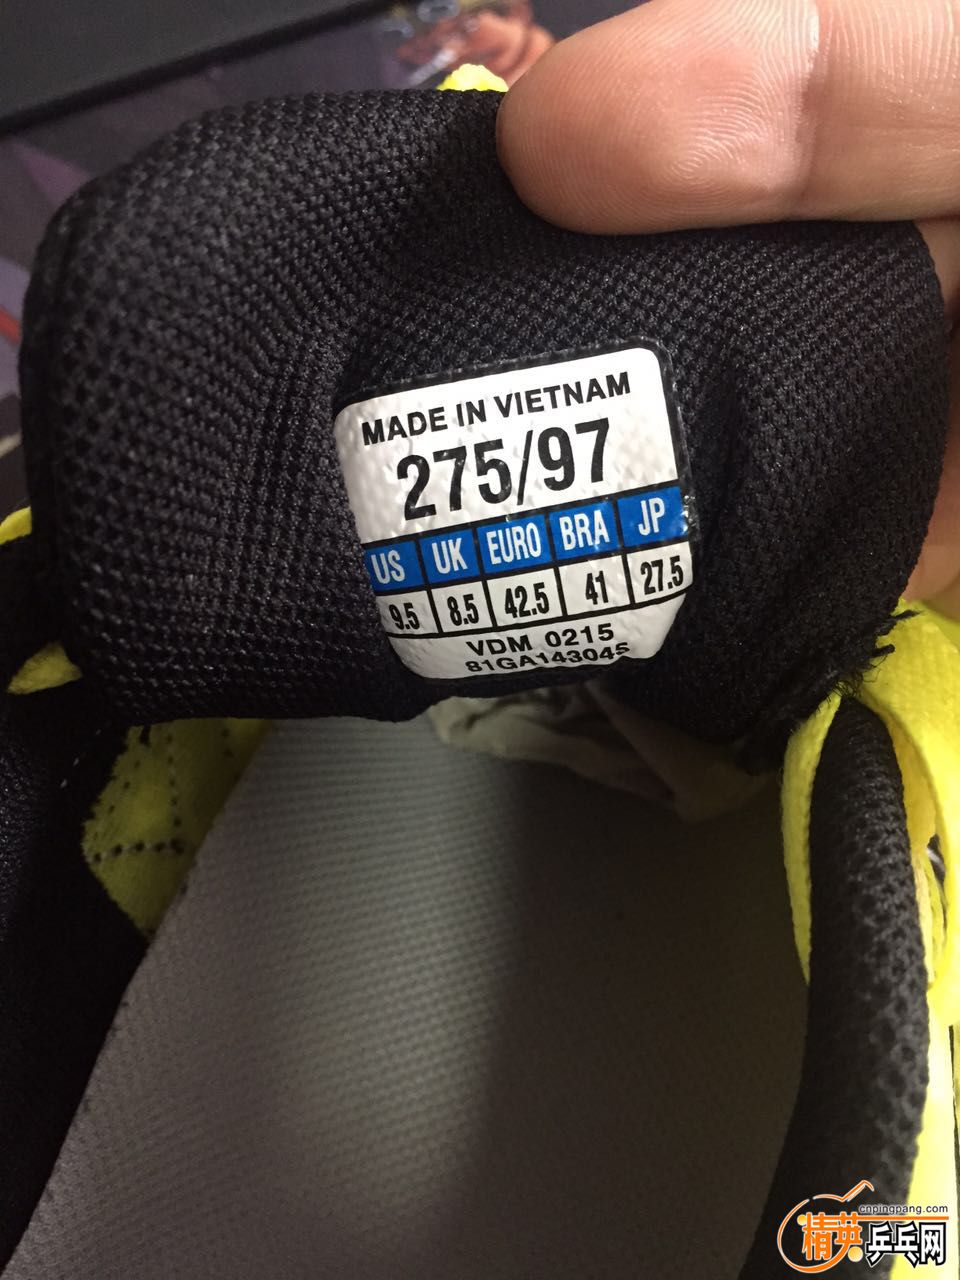 MADE IN VIETNAM
275/97
US UK EURO BRA JP
9.5 8.5 42.5 41 27.5
VDM 0215
81GA143045
cnpingpang.com
精英乒乓网